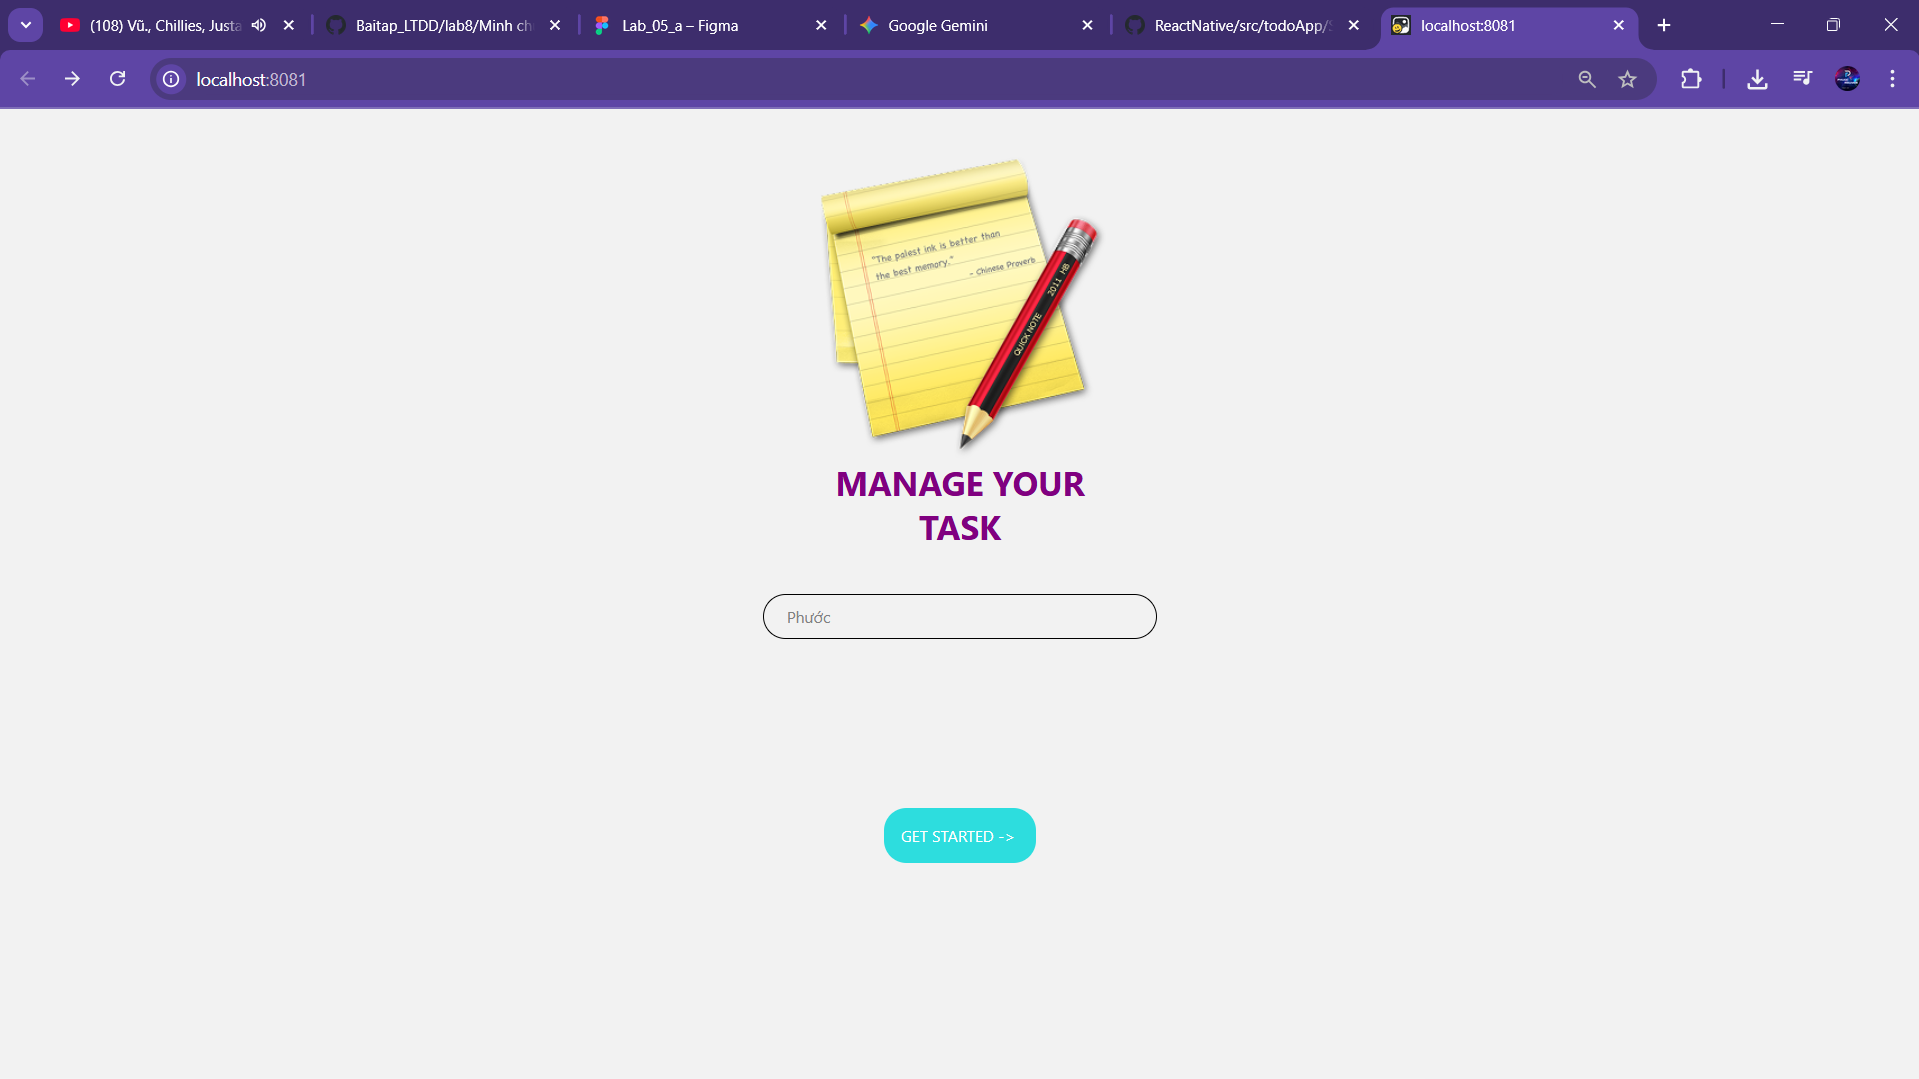 (108) Vũ., Chillies, Justa
Baitap_LTDD/lab8/Minh ch
Lab_05_a – Figma
Google Gemini
ReactNative/src/todoApp/S
localhost:8081
localhost:8081
"The palest ink is better than
the best memory."
- Chinese Proverb
2011 HB
QUICK NOTE
MANAGE YOUR
TASK
Phước
GET STARTED ->